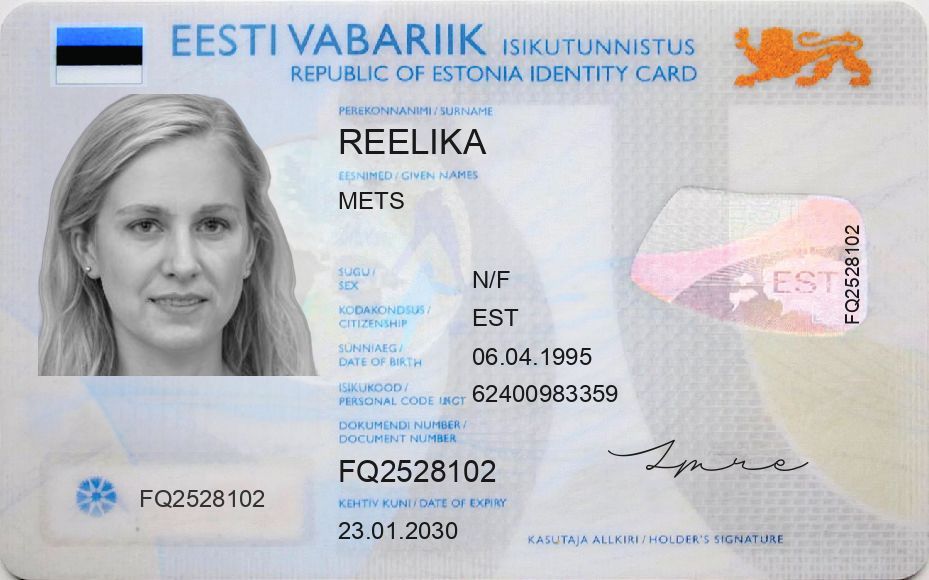 EESTI VABARIIK ISIKUTUNNISTUS
REPUBLIC OF ESTONIA IDENTITY CARD
PEREKONNANIMI / SURNAME
REELIKA
EESNIMED / GIVEN NAMES
METS
SUGU /
SEX
N/F
KODAKONDSUS /
CITIZENSHIP
EST
SÜNNIAEG /
DATE OF BIRTH
06.04.1995
ISIKUKOOD /
PERSONAL CODE
62400983359
DOKUMENDI NUMBER /
DOCUMENT NUMBER
FQ2528102
KEHTIV KUNI / DATE OF EXPIRY
23.01.2030
FQ2528102
EST
FQ2528102
KASUTAJA ALLKIRI / HOLDER'S SIGNATURE